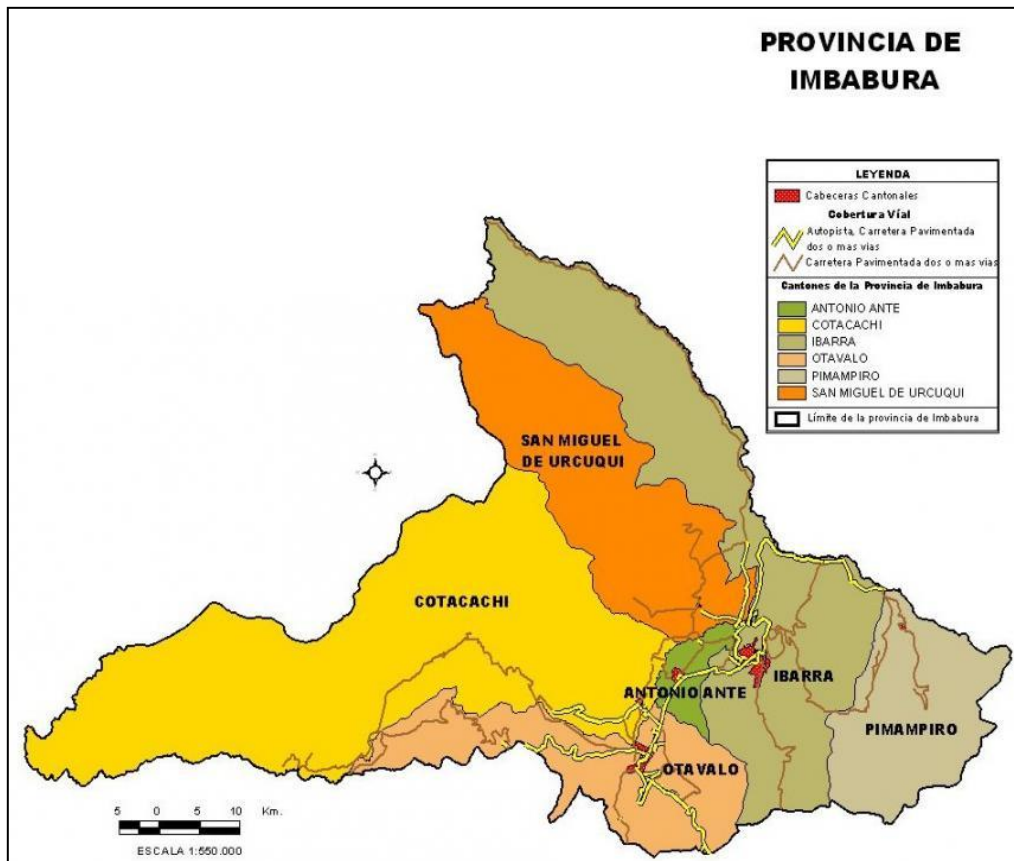 PROVINCIA DE
IMBABURA
LEYENDA
Cabeceras Cantonales
Cobertura Víal
Autopista, Carretera Pavimentada
dos o mas vias
Carretera Pavimentada dos o mas vias
Cantones de la Provincia de Imbabura
ANTONIO ANTE
COTACACHI
IBARRA
OTAVALO
PIMAMPIRO
SAN MIGUEL DE URCUQUI
Límite de la provincia de Imbabura
SAN MIGUEL
DE URCUQUI
COTACACHI
IBARRA
ANTONIO ANTE
PIMAMPIRO
OTAVALO
5 0 5 10 Km.
ESCALA 1:550.000